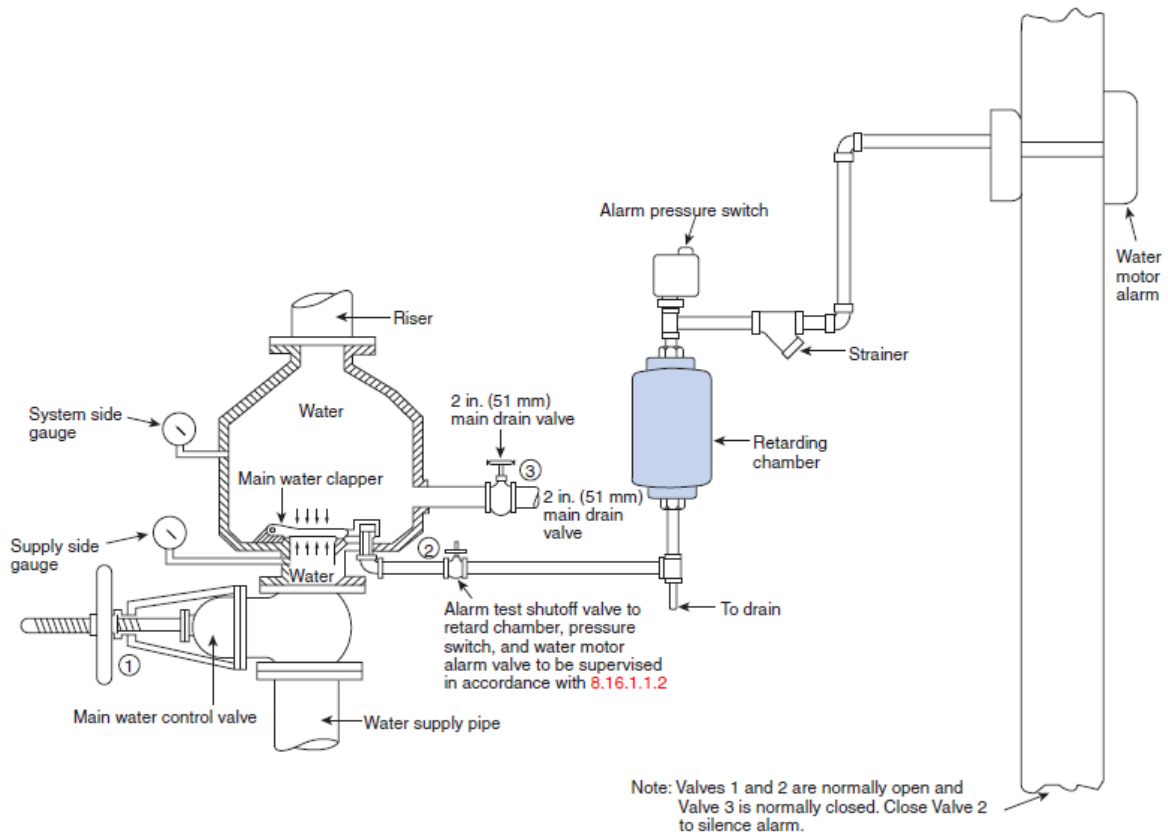 Alarm pressure switch
Water
motor
alarm
Riser
Strainer
System side
gauge
Water
2 in. (51 mm)
main drain valve
3
Retarding
chamber
Main water clapper
2 in. (51 mm)
main drain
valve
Supply side
gauge
2
Water
Alarm test shutoff valve to
retard chamber, pressure
switch, and water motor
alarm valve to be supervised
in accordance with 8.16.1.1.2
To drain
1
Main water control valve
Water supply pipe
Note: Valves 1 and 2 are normally open and
Valve 3 is normally closed. Close Valve 2
to silence alarm.